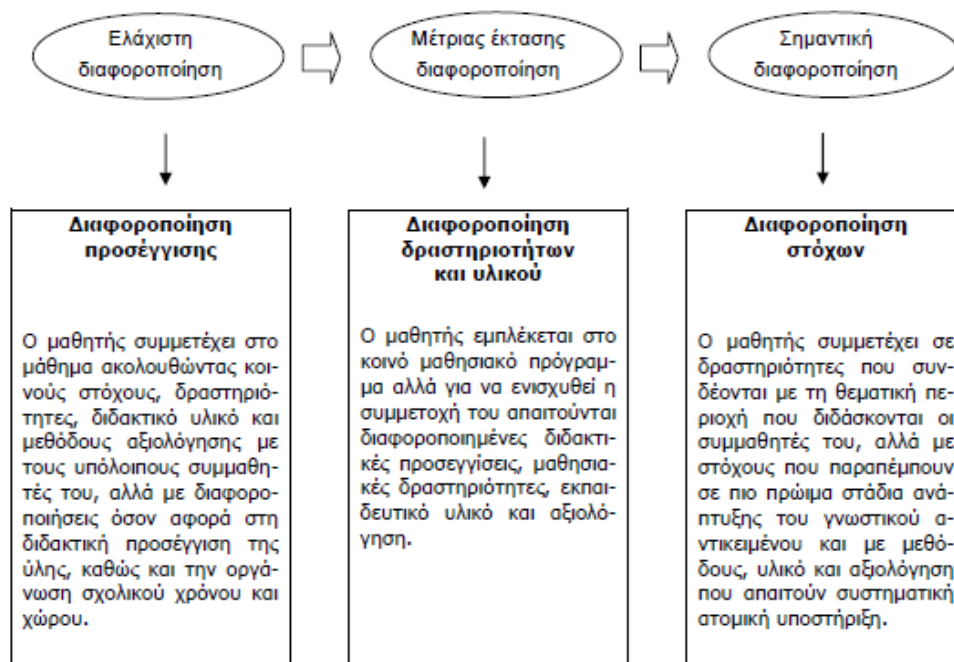 Ελάχιστη
διαφοροποίηση
Μέτριας έκτασης
διαφοροποίηση
Σημαντική
διαφοροποίηση
Διαφοροποίηση
προσέγγισης
Ο μαθητής συμμετέχει στο
μάθημα ακολουθώντας κοι-
νούς στόχους, δραστηριό-
τητες, διδακτικό υλικό και
μεθόδους αξιολόγησης με
τους υπόλοιπους συμμαθη-
τές του, αλλά με διαφορο-
ποιήσεις όσον αφορά στη
διδακτική προσέγγιση της
ύλης, καθώς και την οργά-
νωση σχολικού χρόνου και
χώρου.
Διαφοροποίηση
δραστηριοτήτων
και υλικού
Ο μαθητής εμπλέκεται στο
κοινό μαθησιακό πρόγραμ-
μα αλλά για να ενισχυθεί η
συμμετοχή του απαιτούνται
διαφοροποιημένες διδακτι-
κές προσεγγίσεις, μαθησια-
κές δραστηριότητες, εκπαι-
δευτικό υλικό και αξιολό-
γηση.
Διαφοροποίηση
στόχων
Ο μαθητής συμμετέχει σε
δραστηριότητες που συν-
δέονται με τη θεματική πε-
ριοχή που διδάσκονται οι
συμμαθητές του, αλλά με
στόχους που παραπέμπουν
σε πιο πρώιμα στάδια ανά-
πτυξης του γνωστικού α-
ντικειμένου και με μεθό-
δους, υλικό και αξιολόγηση
που απαιτούν συστηματική
ατομική υποστήριξη.